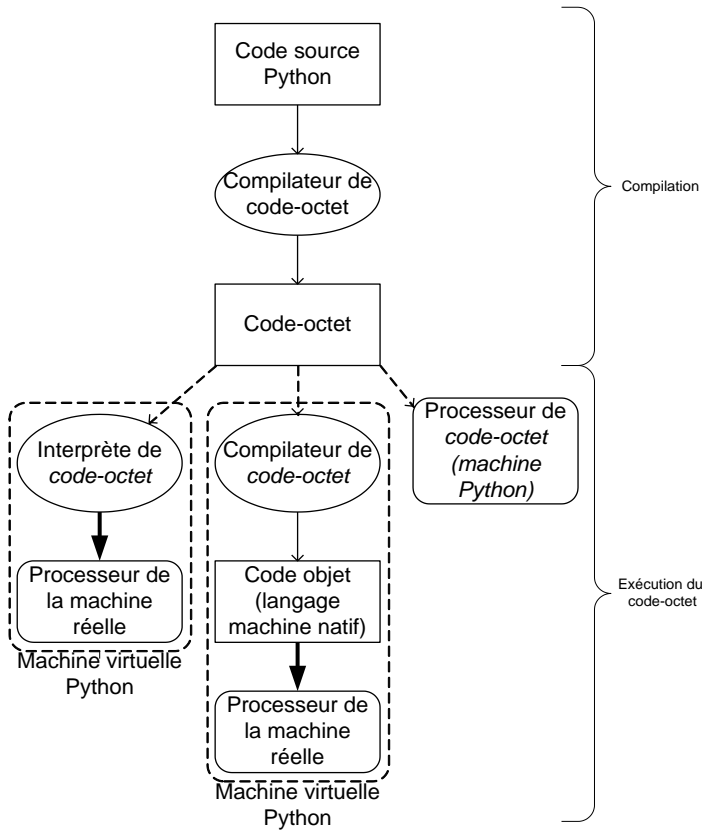 Code source
Python
Compilateur de
code-octet
Compilation
Code-octet
Interprète de
code-octet
Processeur de
la machine
réelle
Machine virtuelle
Python
Compilateur de
code-octet
Code objet
(langage
machine natif)
Processeur de
la machine
réelle
Machine virtuelle
Python
Processeur de
code-octet
(machine
Python)
Exécution du
code-octet